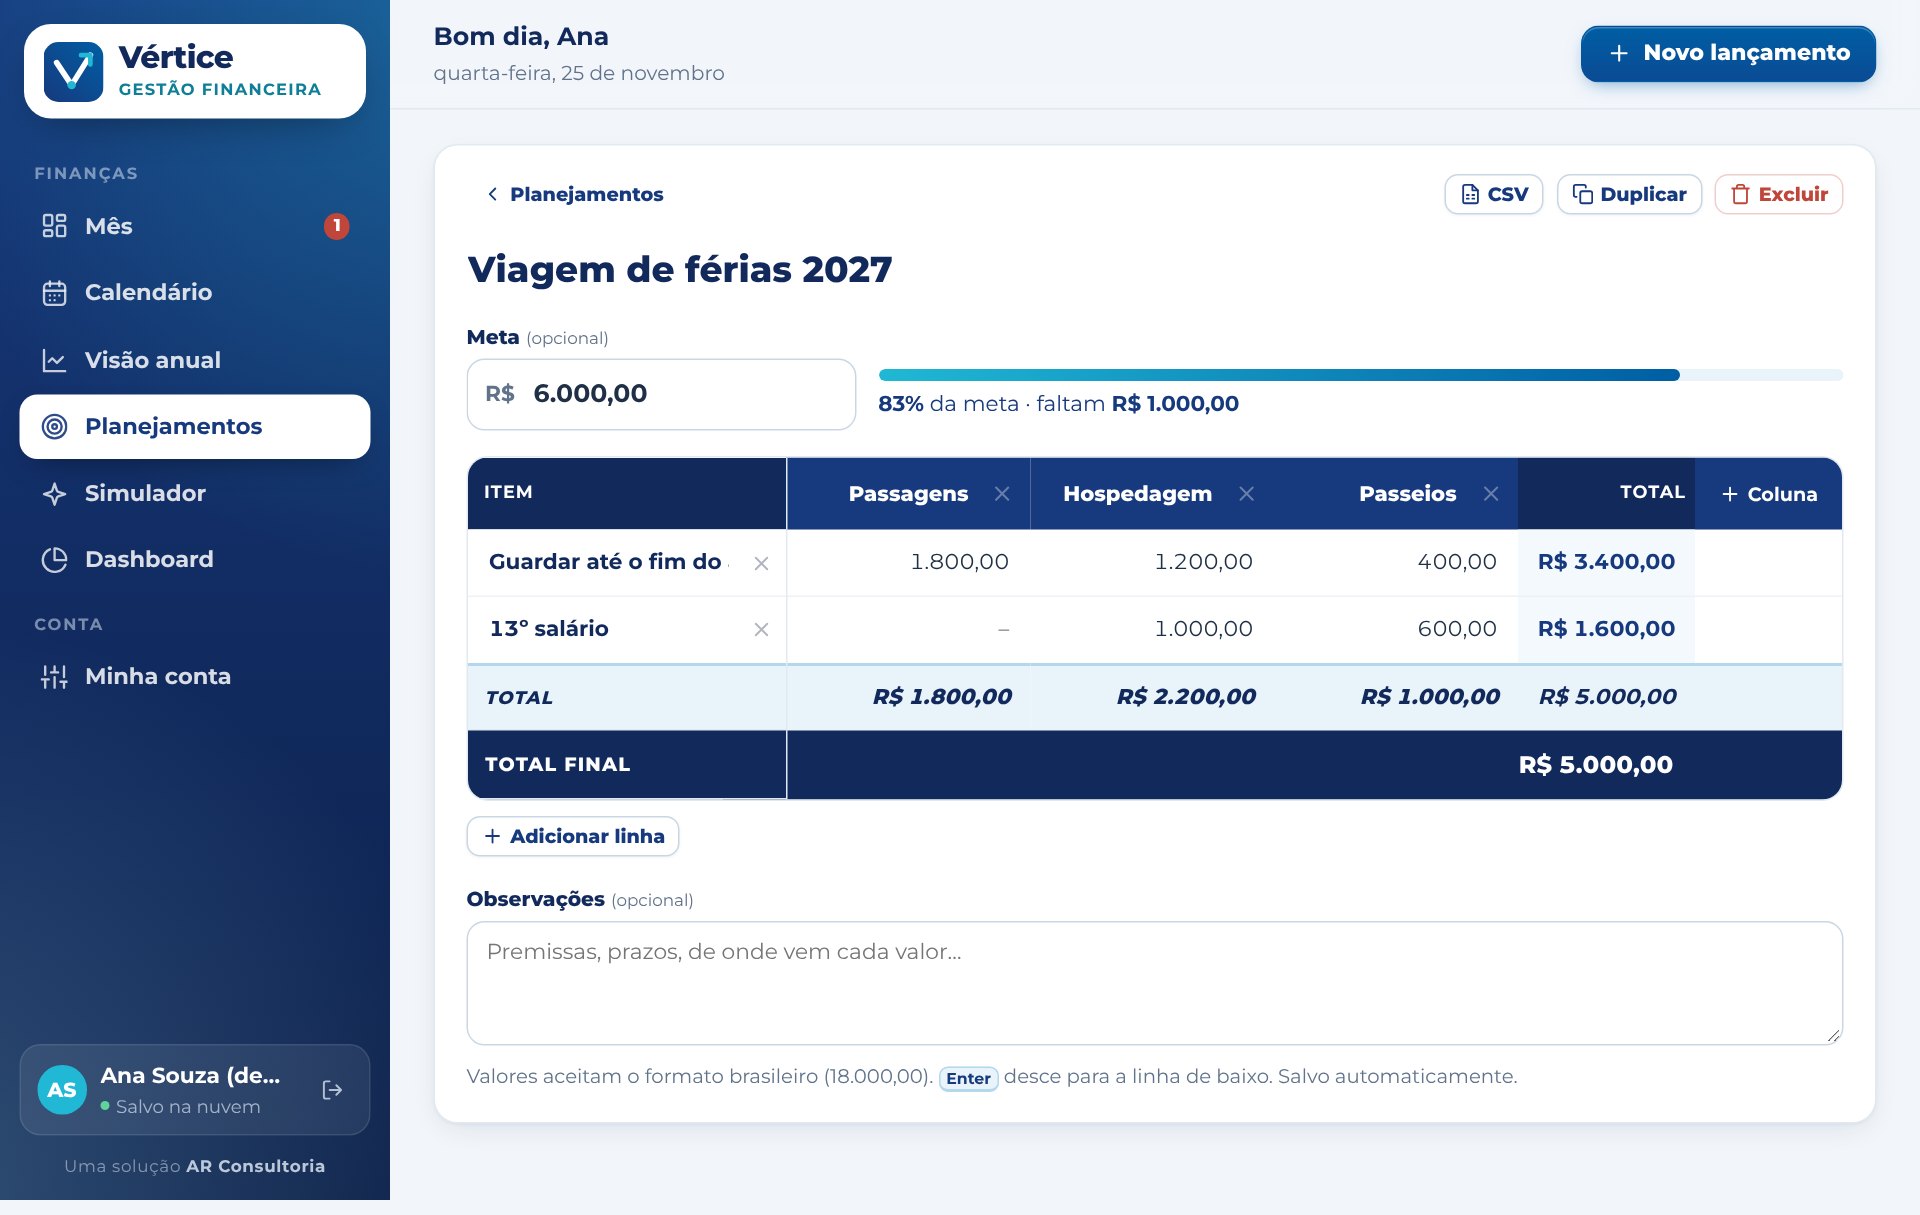 Vértice
GESTÃO FINANCEIRA
FINANÇAS
Mês 1
Calendário
Visão anual
Planejamentos
Simulador
Dashboard
CONTA
Minha conta
AS
Ana Souza (de...
Salvo na nuvem
Uma solução AR Consultoria
Bom dia, Ana
quarta-feira, 25 de novembro
+ Novo lançamento
Planejamentos
CSV Duplicar Excluir
Viagem de férias 2027
Meta (opcional)
R$ 6.000,00
83% da meta · faltam R$ 1.000,00
ITEM Passagens × Hospedagem × Passeios × TOTAL + Coluna
Guardar até o fim do × 1.800,00 1.200,00 400,00 R$ 3.400,00
13º salário × – 1.000,00 600,00 R$ 1.600,00
TOTAL R$ 1.800,00 R$ 2.200,00 R$ 1.000,00 R$ 5.000,00
TOTAL FINAL R$ 5.000,00
+ Adicionar linha
Observações (opcional)
Premissas, prazos, de onde vem cada valor...
Valores aceitam o formato brasileiro (18.000,00). Enter desce para a linha de baixo. Salvo automaticamente.